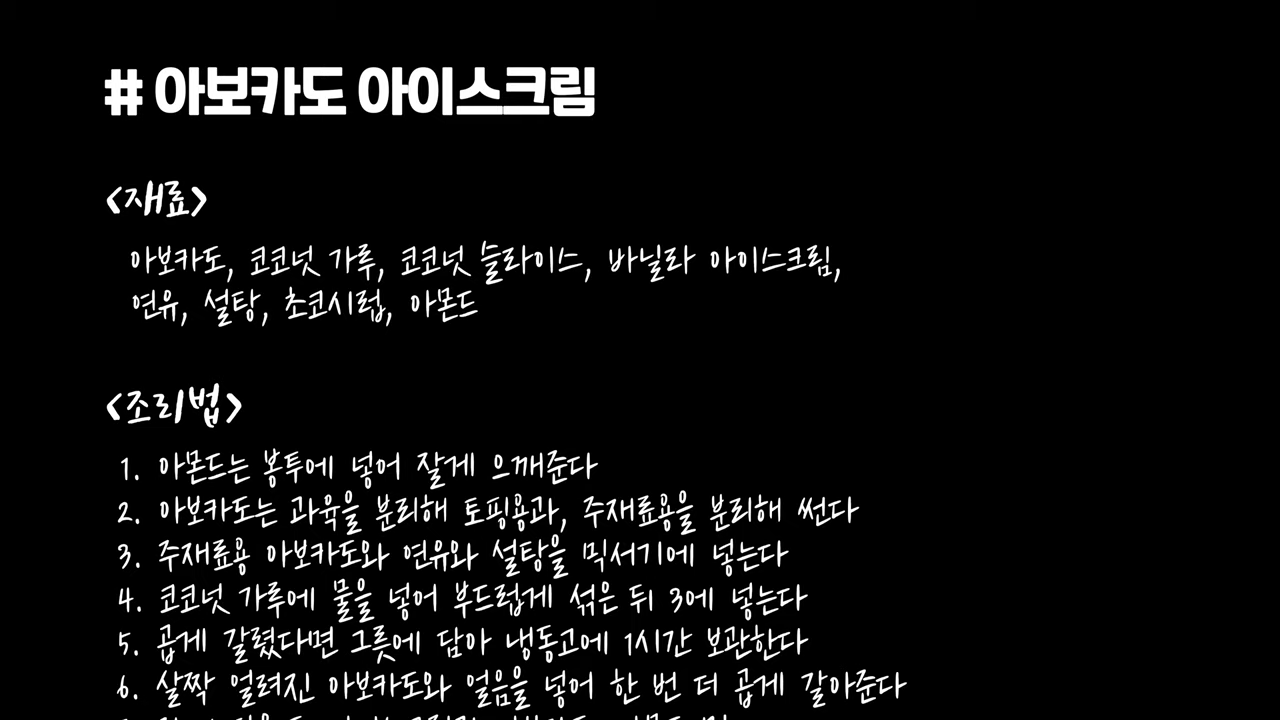 # 아보카도 아이스크림
<재료>
아보카도, 코코넛 가루, 코코넛 슬라이스, 바닐라 아이스크림,
연유, 설탕, 초코시럽, 아몬드
<조리법>
1. 아몬드는 봉투에 넣어 잘게 으깨준다
2. 아보카도는 과육을 분리해 토핑용과, 주재료용을 분리해 썬다
3. 주재료용 아보카도와 연유와 설탕을 믹서기에 넣는다
4. 코코넛 가루에 물을 넣어 부드럽게 섞은 뒤 3에 넣는다
5. 곱게 갈렸다면 그릇에 담아 냉동고에 1시간 보관한다
6. 살짝 얼려진 아보카도와 얼음을 넣어 한 번 더 곱게 갈아준다